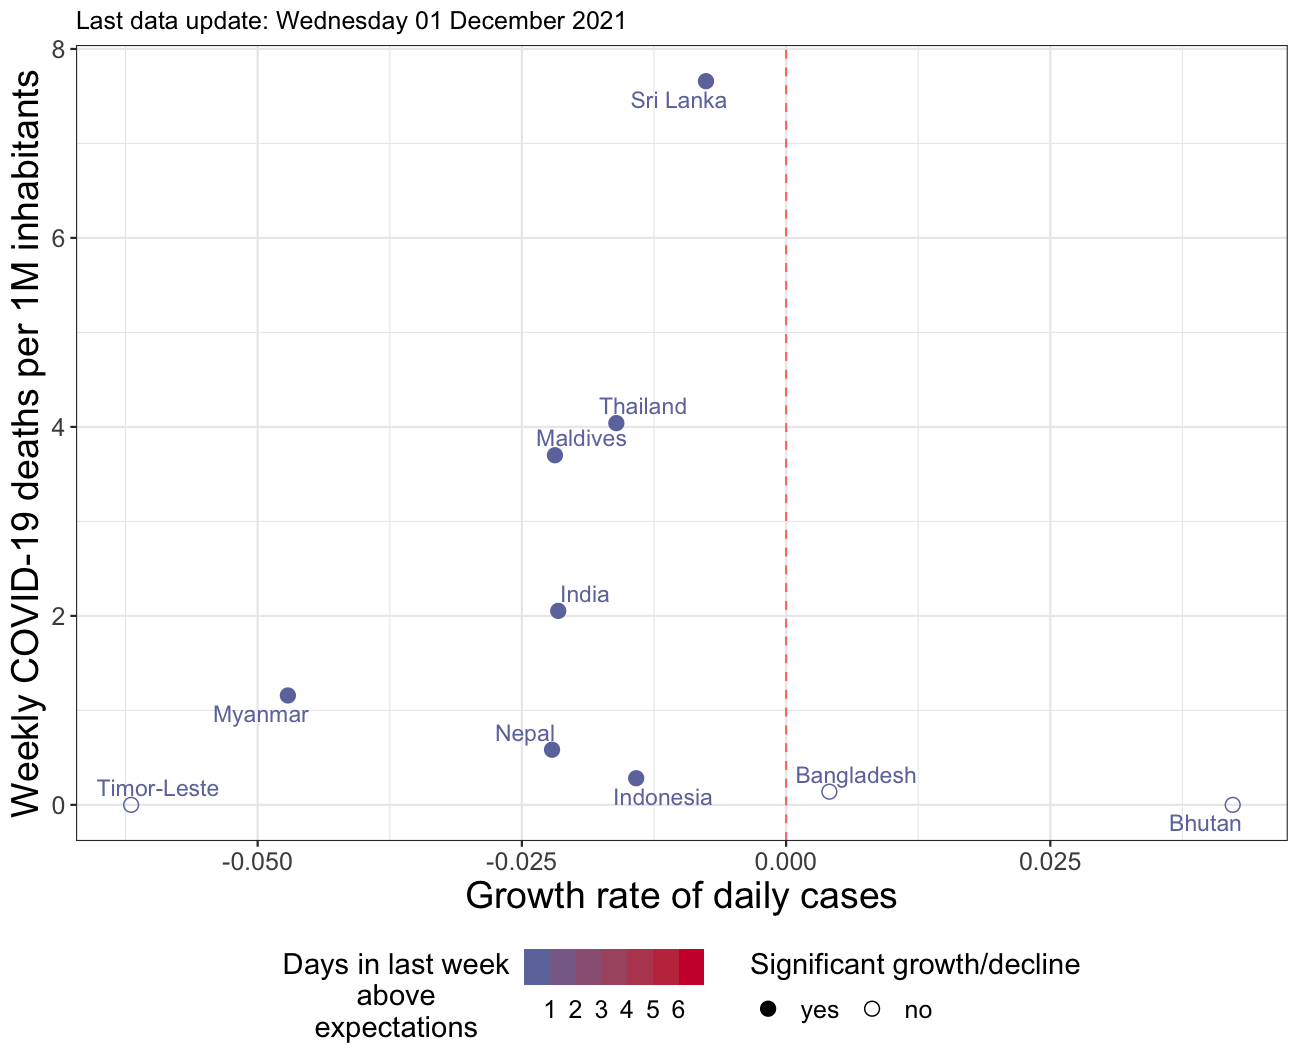 Last data update: Wednesday 01 December 2021
Weekly COVID-19 deaths per 1M inhabitants
8
6
4
2
0
Sri Lanka
Thailand
Maldives
India
Myanmar
Nepal
Timor-Leste
Indonesia
Bangladesh
Bhutan
-0.050
-0.025
0.000
0.025
Growth rate of daily cases
Days in last week
above
expectations
1 2 3 4 5 6
Significant growth/decline
yes
no